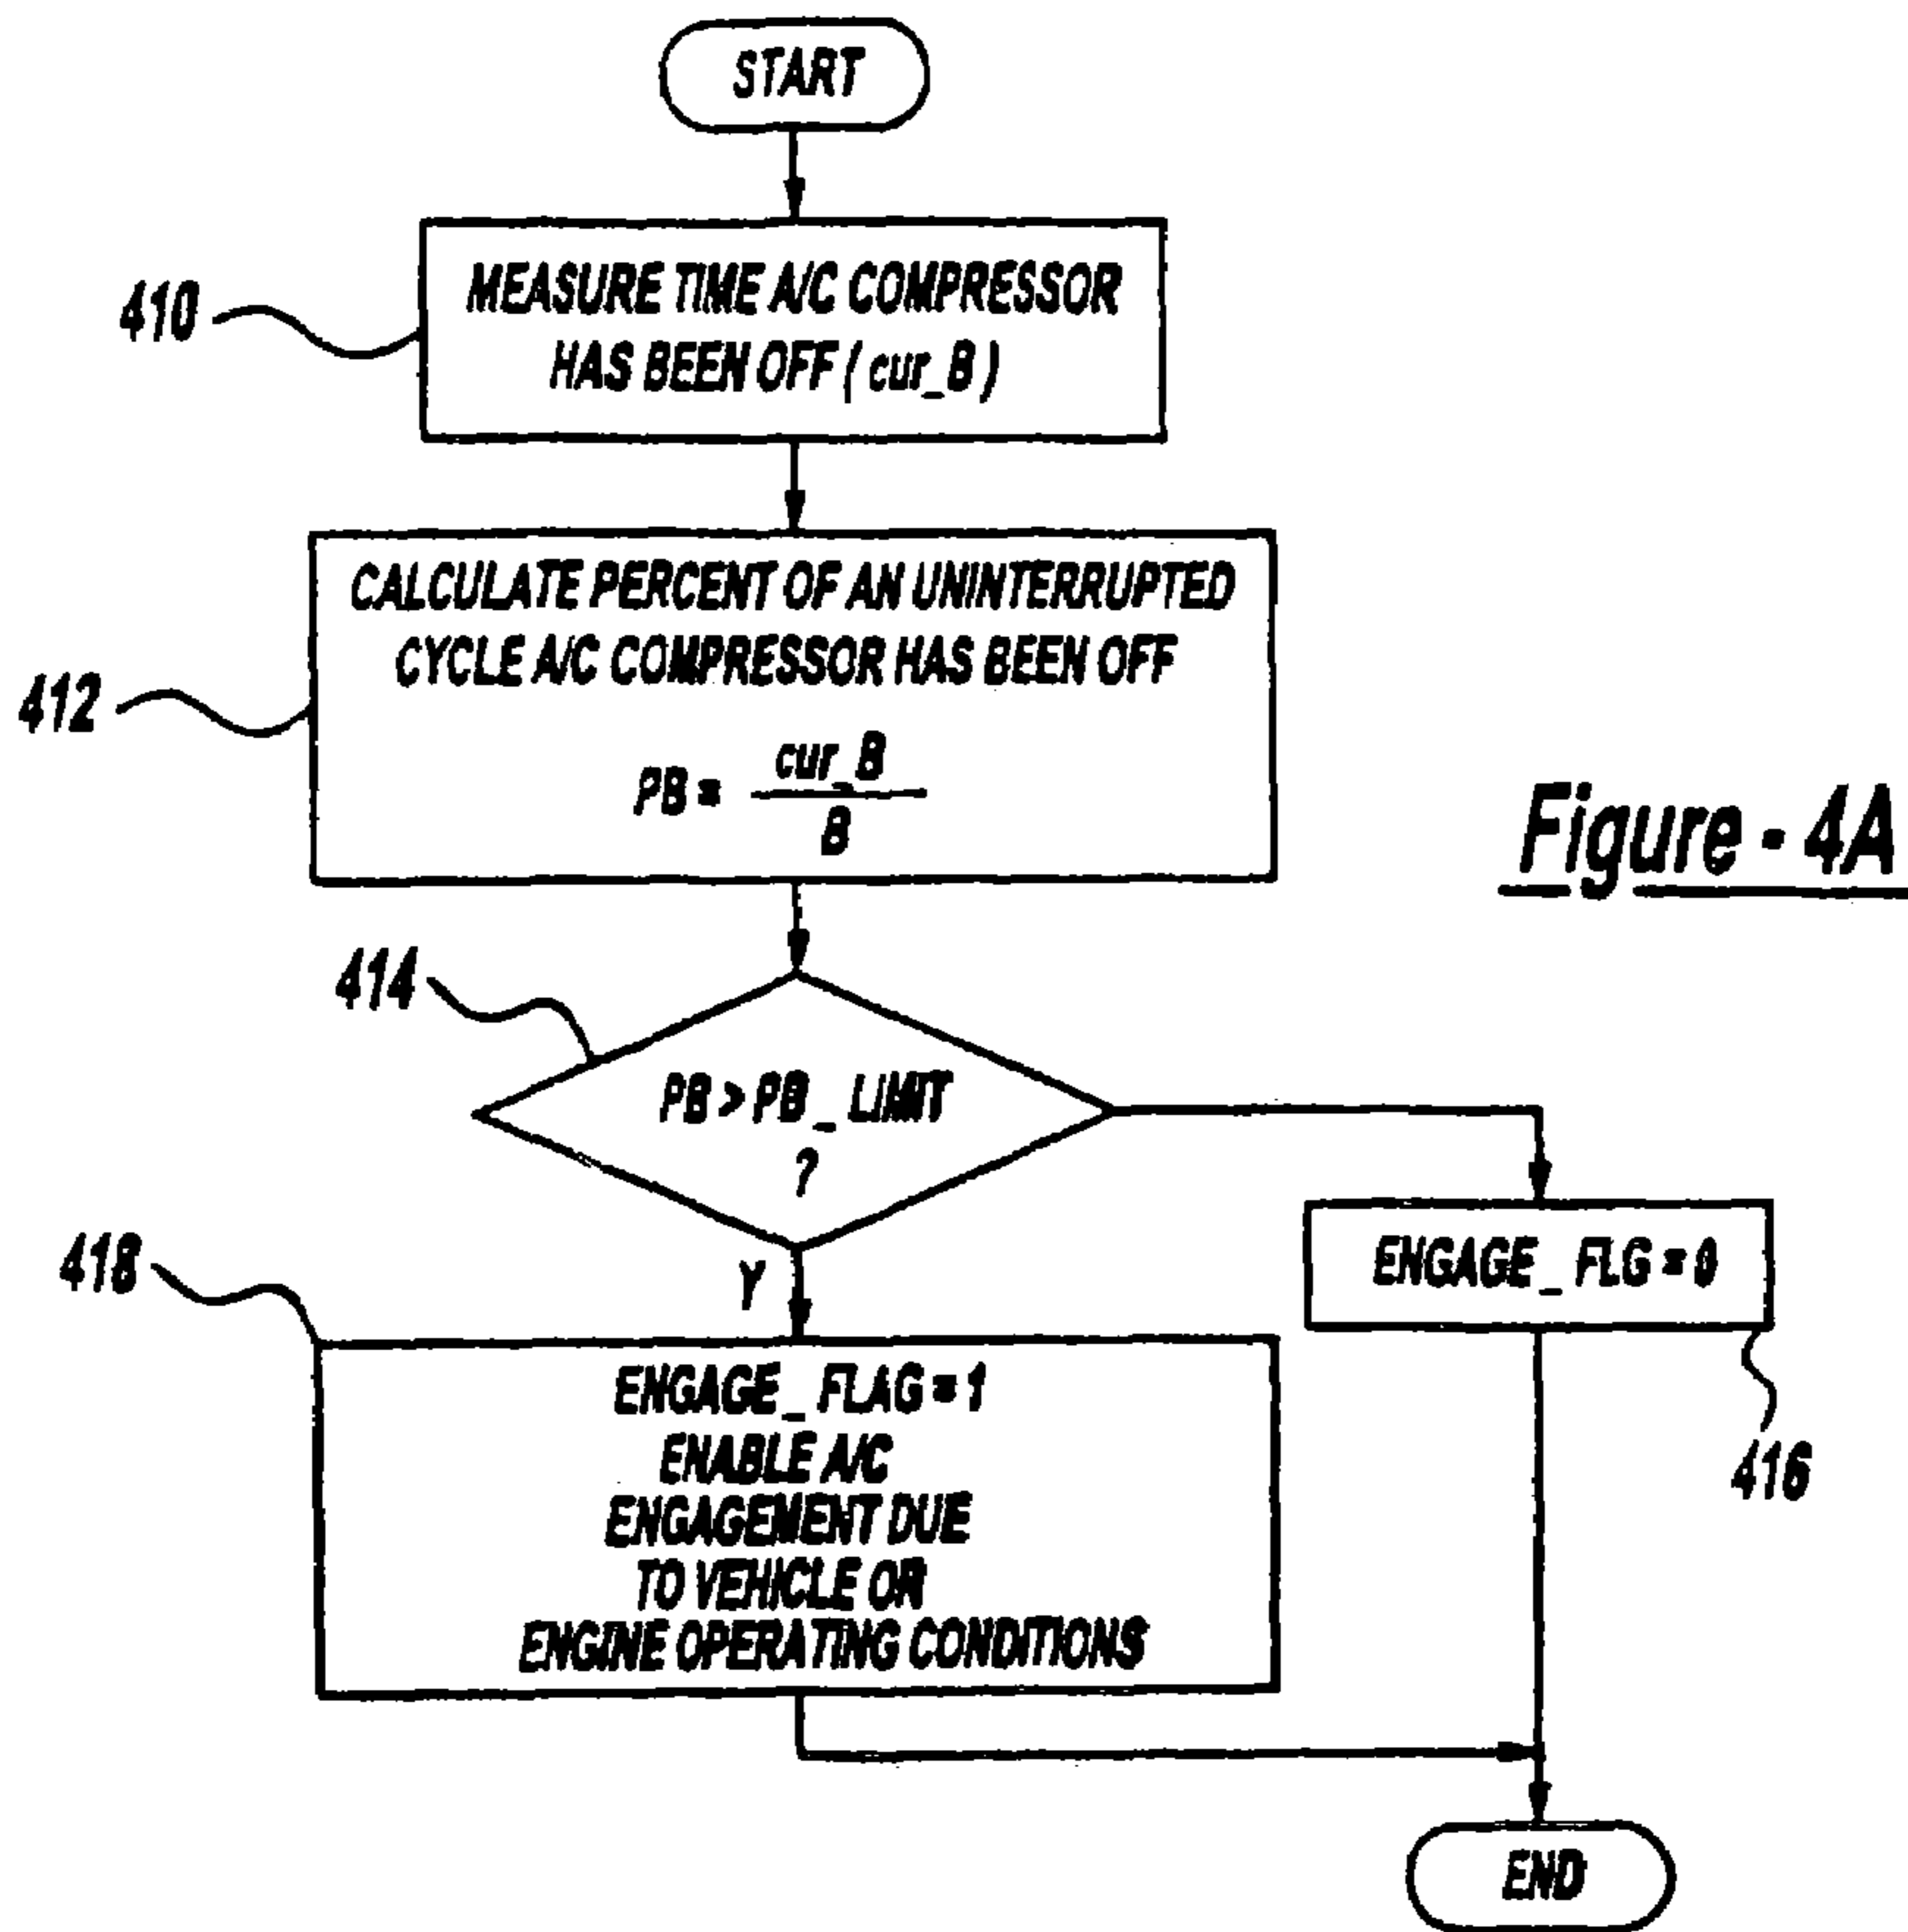 START
410
MEASURE TIME A/C COMPRESSOR
HAS BEEN OFF ( cur_B )
412
CALCULATE PERCENT OF AN UNINTERRUPTED
CYCLE A/C COMPRESSOR HAS BEEN OFF
PB = cur_B
B
Figure - 4A
414
PB > PB_LIMIT
?
Y
418
ENGAGE_FLG = 0
416
ENGAGE_FLAG = 1
ENABLE A/C
ENGAGEMENT DUE
TO VEHICLE OR
ENGINE OPERATING CONDITIONS
END